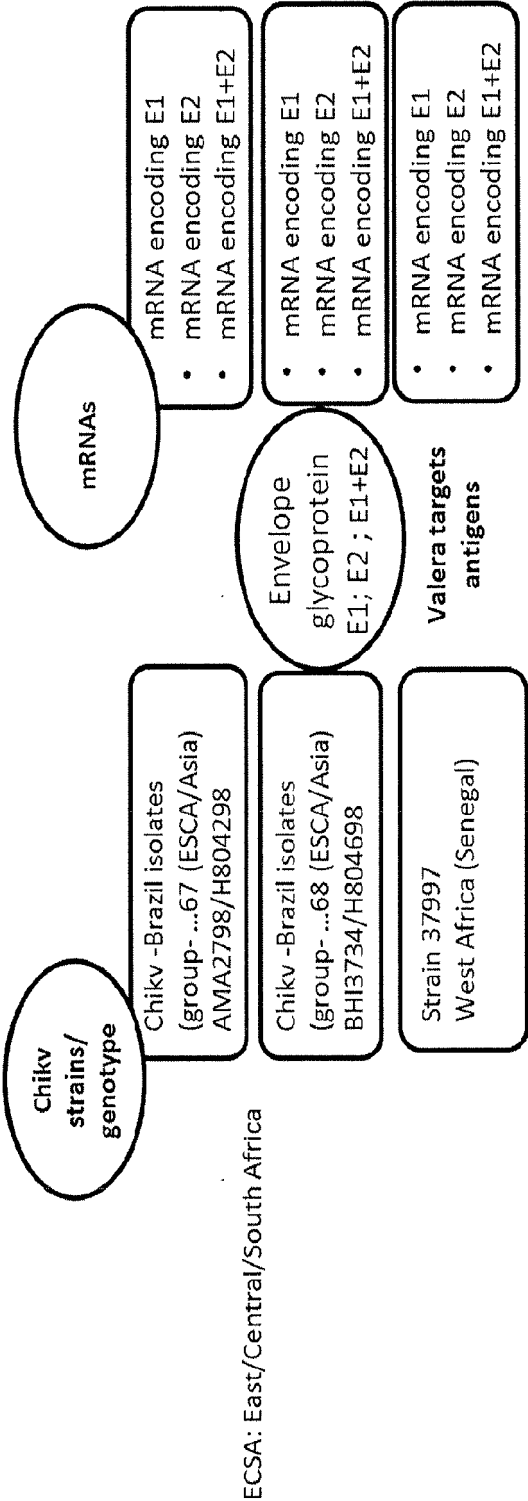 Chikv
strains/
genotype
Chikv -Brazil isolates
(group- ...67 (ESCA/Asia)
AMA2798/H804298
Chikv -Brazil isolates
(group- ...68 (ESCA/Asia)
BHI3734/H804698
Strain 37997
West Africa (Senegal)
ECSA: East/Central/South Africa
Envelope
glycoprotein
E1; E2 ; E1+E2
Valera targets
antigens
mRNAs
mRNA encoding E1
• mRNA encoding E2
• mRNA encoding E1+E2
• mRNA encoding E1
• mRNA encoding E2
• mRNA encoding E1+E2
• mRNA encoding E1
• mRNA encoding E2
• mRNA encoding E1+E2